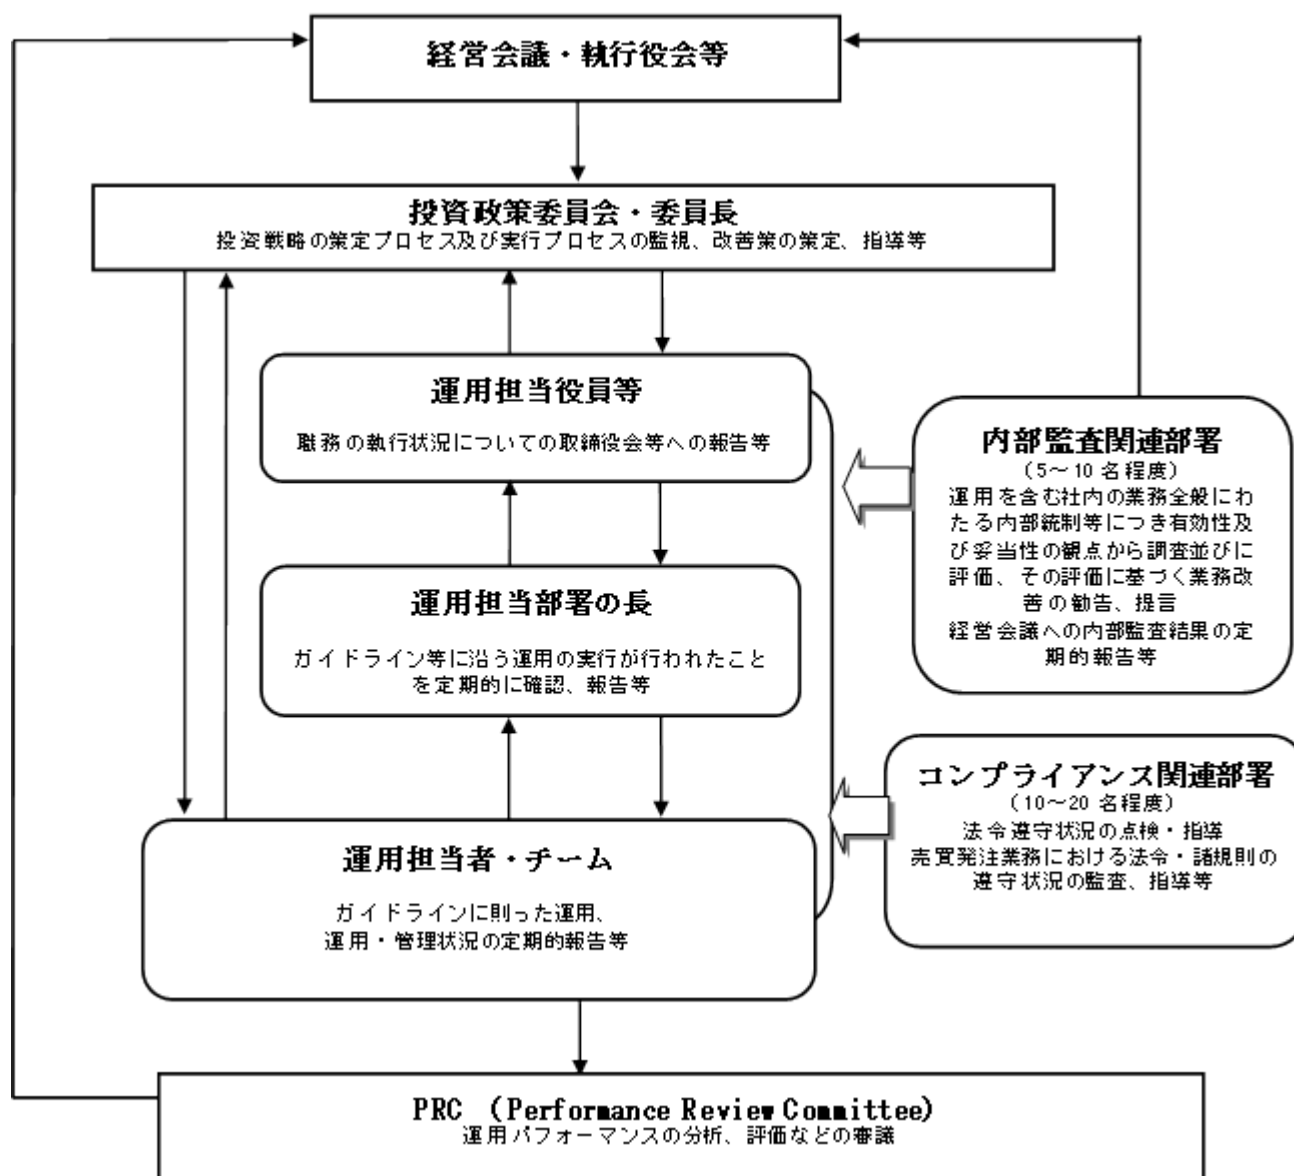 経営会議・執行役会等
投資政策委員会・委員長
投資戦略の策定プロセス及び実行プロセスの監視、改善策の策定、指導等
運用担当役員等
職務の執行状況についての取締役会等への報告等
運用担当部署の長
ガイドライン等に沿う運用の実行が行われたこと
を定期的に確認、報告等
運用担当者・チーム
ガイドラインに則った運用、
運用・管理状況の定期的報告等
内部監査関連部署
（5～10 名程度）
運用を含む社内の業務全般にわ
たる内部統制等につき有効性及
び妥当性の観点から調査並びに
評価、その評価に基づく業務改
善の勧告、提言
経営会議への内部監査結果の定
期的報告等
コンプライアンス関連部署
（10～20 名程度）
法令遵守状況の点検・指導
売買発注業務における法令・諸規則の
遵守状況の監査、指導等
PRC （Performance Review Committee）
運用パフォーマンスの分析、評価などの審議